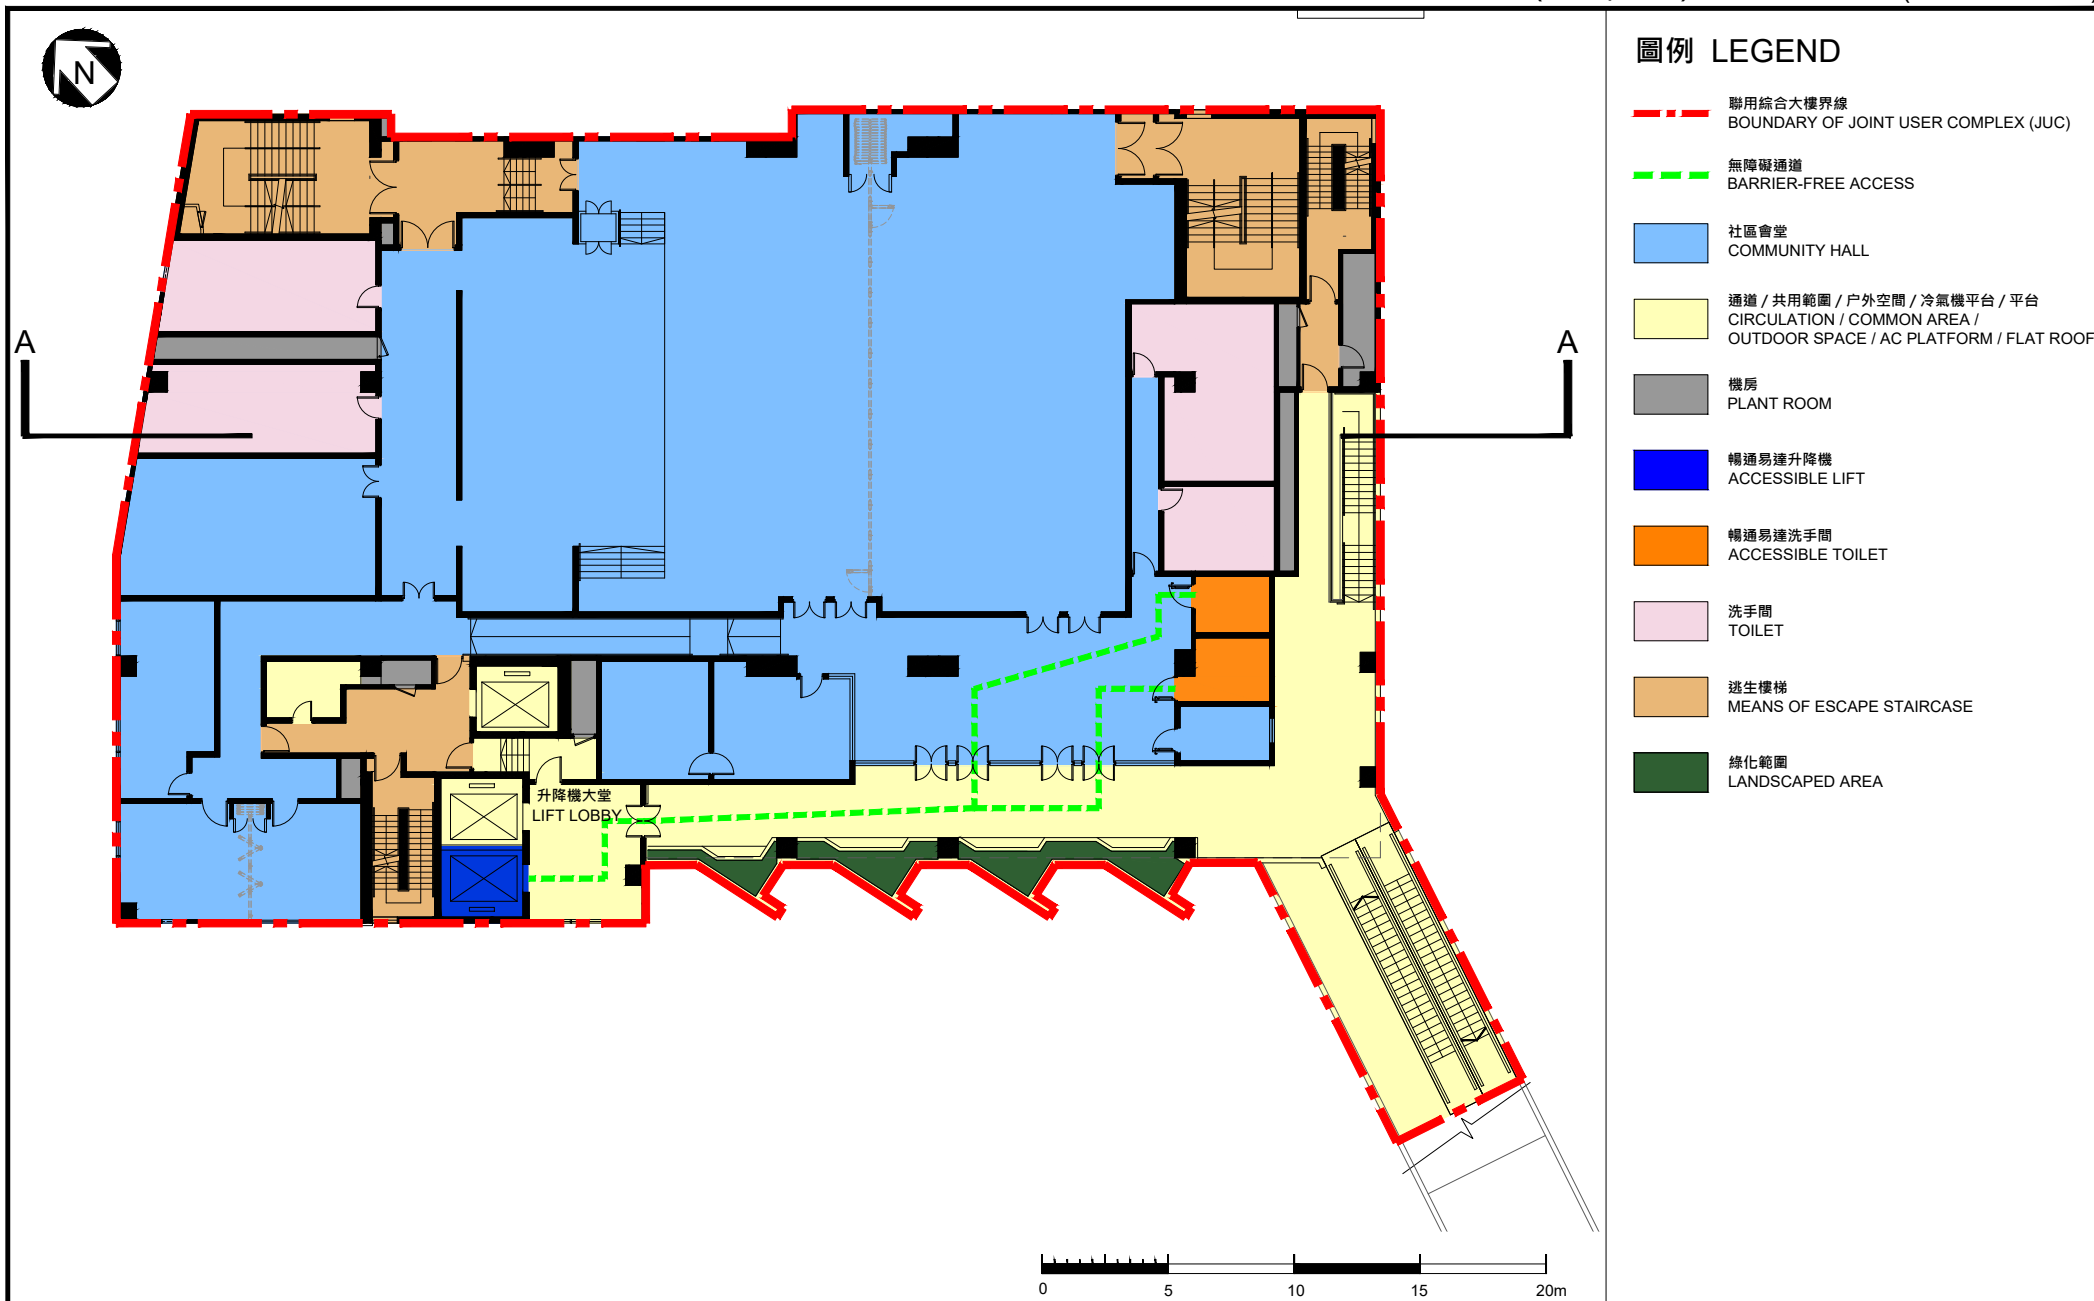 圖例 LEGEND
聯用綜合大樓界線
BOUNDARY OF JOINT USER COMPLEX (JUC)
無障礙通道
BARRIER-FREE ACCESS
社區會堂
COMMUNITY HALL
通道 / 共用範圍 / 户外空間 / 冷氣機平台 / 平台
CIRCULATION / COMMON AREA /
OUTDOOR SPACE / AC PLATFORM / FLAT ROOF
機房
PLANT ROOM
暢通易達升降機
ACCESSIBLE LIFT
暢通易達洗手間
ACCESSIBLE TOILET
洗手間
TOILET
逃生樓梯
MEANS OF ESCAPE STAIRCASE
綠化範圍
LANDSCAPED AREA
N
A
A
升降機大堂
LIFT LOBBY
0 5 10 15 20m